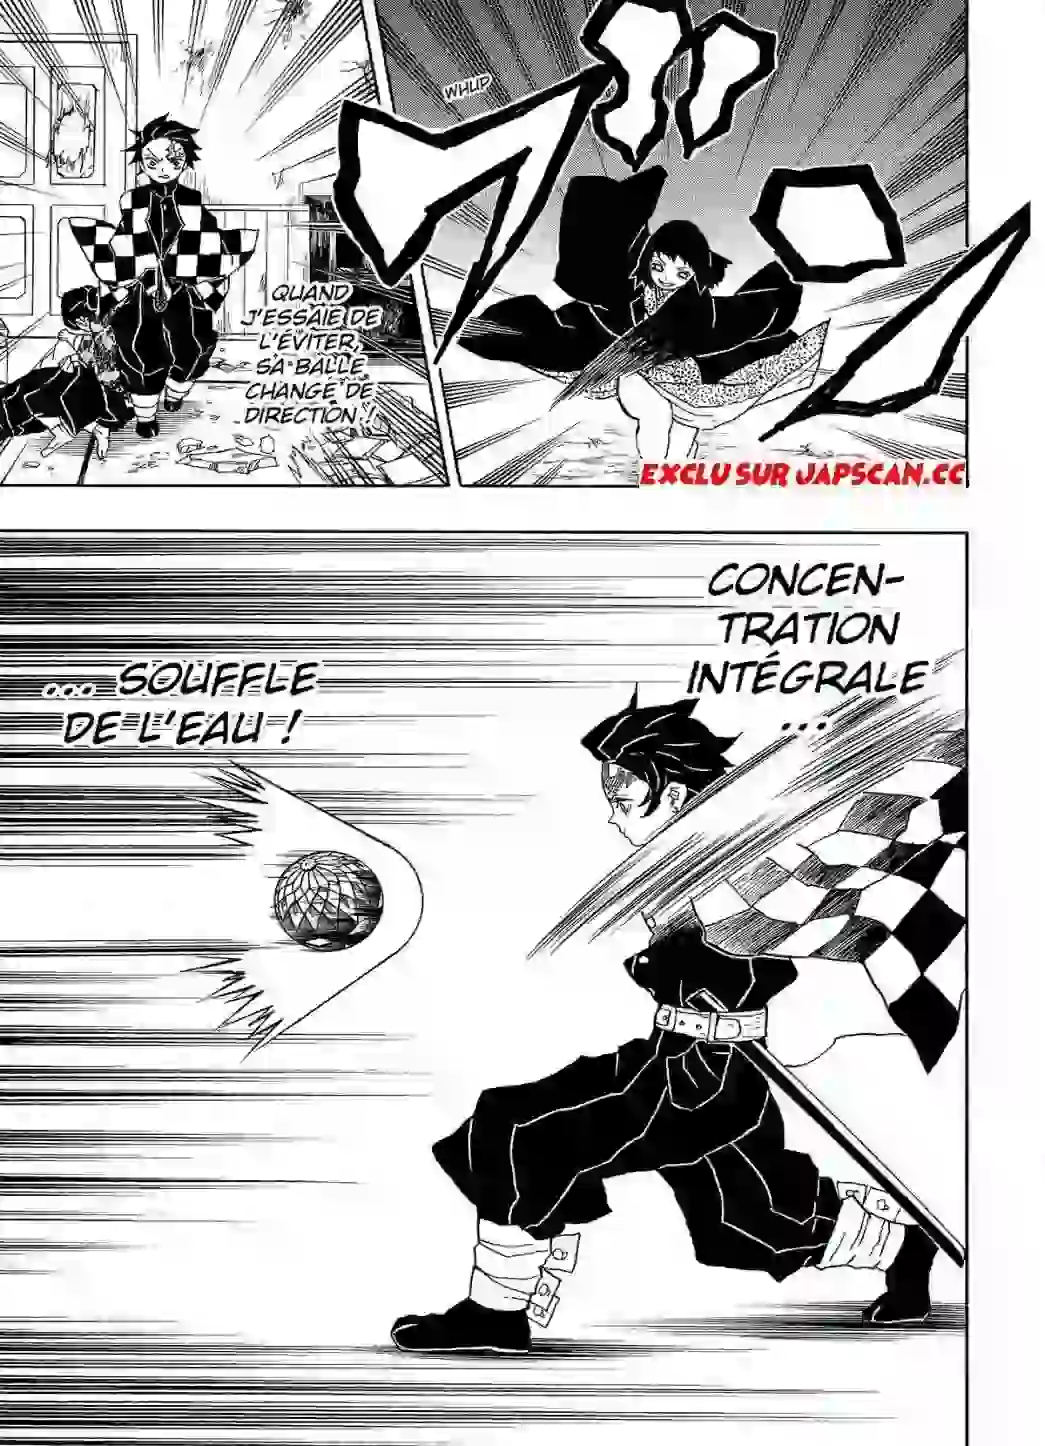 WHUP
QUAND
J'ESSAIE DE
L'ÉVITER,
SA BALLE
CHANGE DE
DIRECTION !
EXCLU SUR JAPSCAN.CC
CONCEN-
TRATION
INTÉGRALE
...
... SOUFFLE
DE L'EAU !